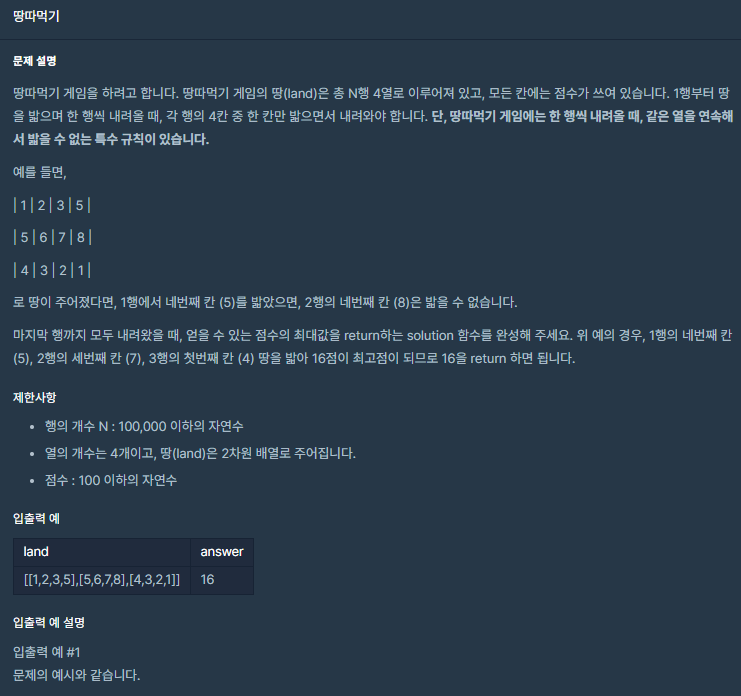 땅따먹기
문제 설명
땅따먹기 게임을 하려고 합니다. 땅따먹기 게임의 땅(land)은 총 N행 4열로 이루어져 있고, 모든 칸에는 점수가 쓰여 있습니다. 1행부터 땅
을 밟으며 한 행씩 내려올 때, 각 행의 4칸 중 한 칸만 밟으면서 내려와야 합니다. 단, 땅따먹기 게임에는 한 행씩 내려올 때, 같은 열을 연속해
서 밟을 수 없는 특수 규칙이 있습니다.
예를 들면,
| 1 | 2 | 3 | 5 |
| 5 | 6 | 7 | 8 |
| 4 | 3 | 2 | 1 |
로 땅이 주어졌다면, 1행에서 네번째 칸 (5)를 밟았으면, 2행의 네번째 칸 (8)은 밟을 수 없습니다.
마지막 행까지 모두 내려왔을 때, 얻을 수 있는 점수의 최대값을 return하는 solution 함수를 완성해 주세요. 위 예의 경우, 1행의 네번째 칸
(5), 2행의 세번째 칸 (7), 3행의 첫번째 칸 (4) 땅을 밟아 16점이 최고점이 되므로 16을 return 하면 됩니다.
제한사항
• 행의 개수 N : 100,000 이하의 자연수
• 열의 개수는 4개이고, 땅(land)은 2차원 배열로 주어집니다.
• 점수 : 100 이하의 자연수
입출력 예
land answer
[[1,2,3,5],[5,6,7,8],[4,3,2,1]] 16
입출력 예 설명
입출력 예 #1
문제의 예시와 같습니다.